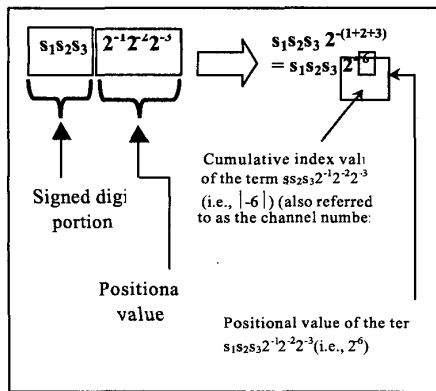 s₁s₂s₃ 2⁻¹2⁻²2⁻³
s₁s₂s₃ 2⁻⁽¹⁺²⁺³⁾
= s₁s₂s₃ 2⁻⁶
Signed digi
portion
Positiona
value
Cumulative index val
of the term ss₂s₃2⁻¹2⁻²2⁻³
(i.e., |-6|) (also referred
to as the channel numbe
Positional value of the ter
s₁s₂s₃2⁻¹2⁻²2⁻³(i.e., 2⁻⁶)